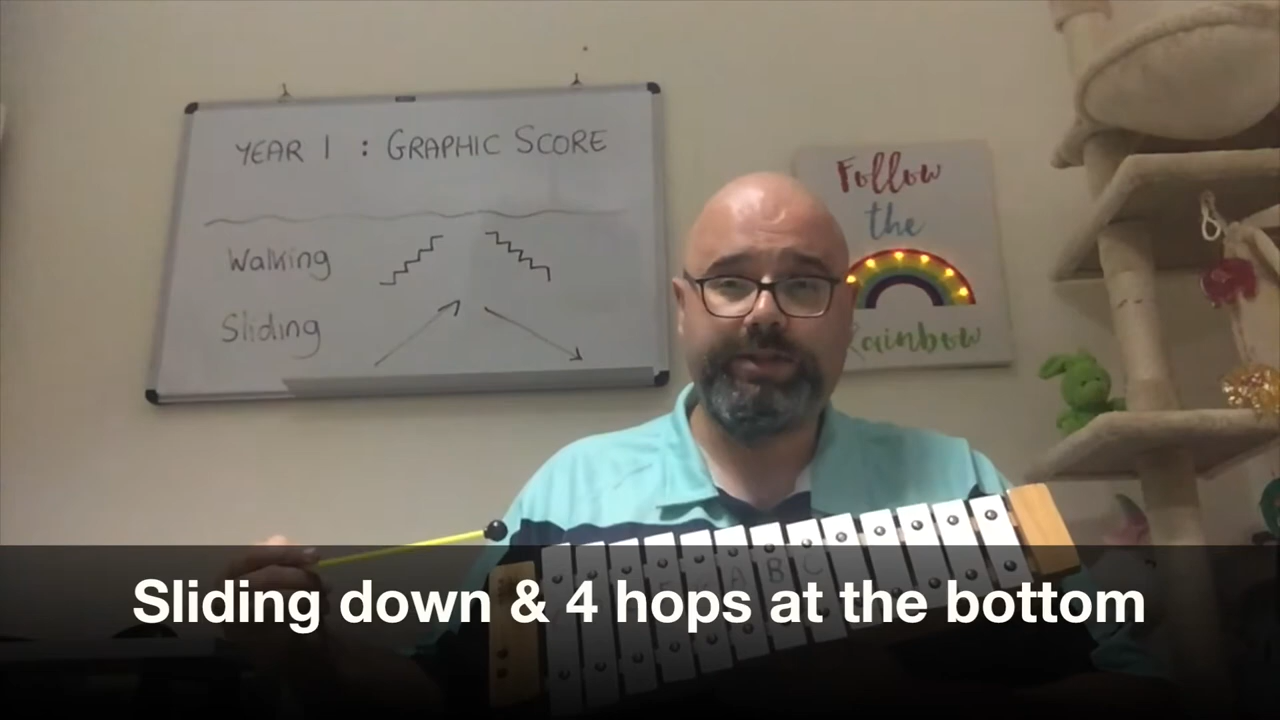 YEAR 1 : GRAPHIC SCORE
Walking
Sliding
Follow
the
Rainbow
A B C
Sliding down & 4 hops at the bottom